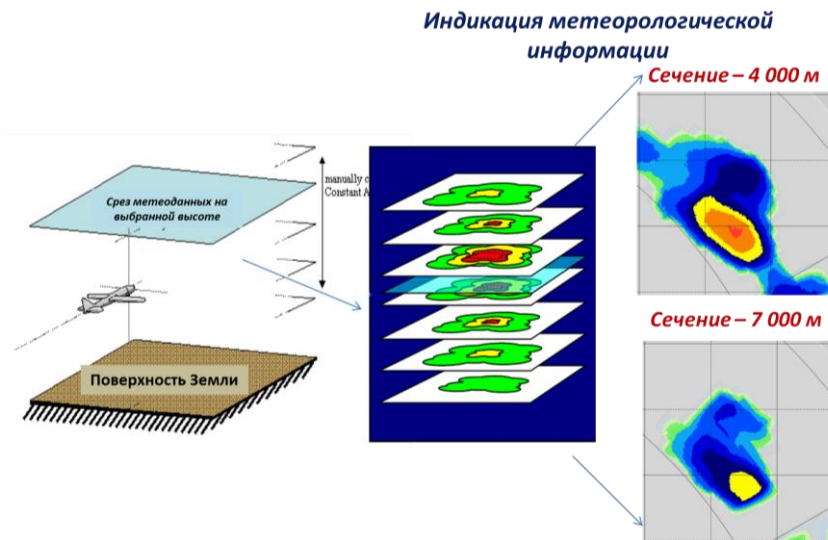 Индикация метеорологической
информации
Сечение – 4 000 м
manually c
Constant A
Срез метеоданных на
выбранной высоте
Сечение – 7 000 м
Поверхность Земли